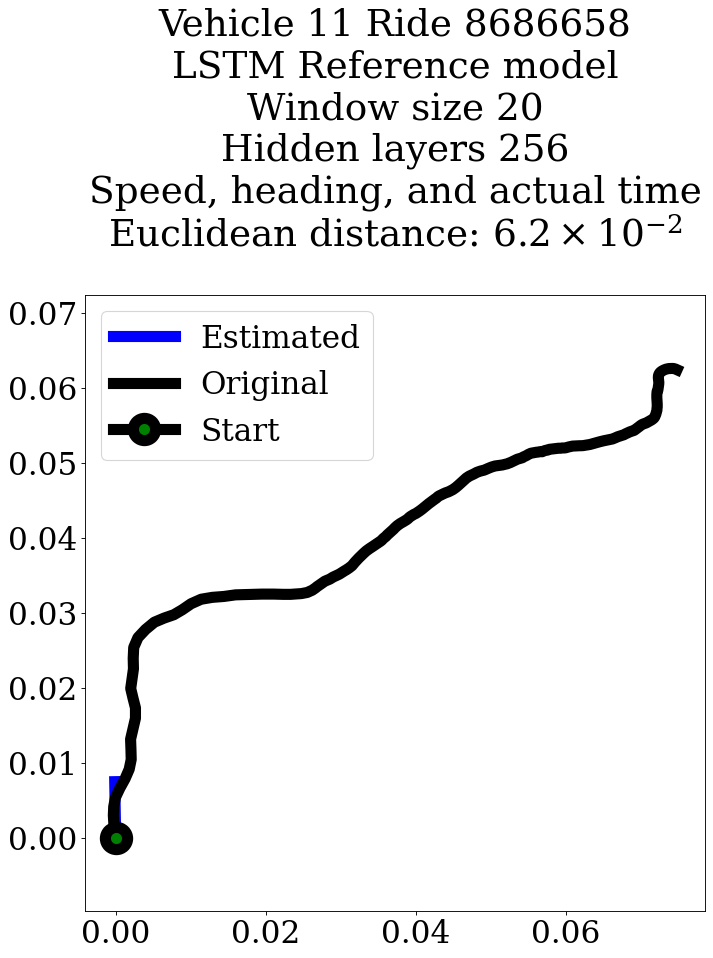 Vehicle 11 Ride 8686658
LSTM Reference model
Window size 20
Hidden layers 256
Speed, heading, and actual time
Euclidean distance: 6.2 × 10⁻²
Estimated
Original
Start
0.07
0.06
0.05
0.04
0.03
0.02
0.01
0.00
0.00 0.02 0.04 0.06